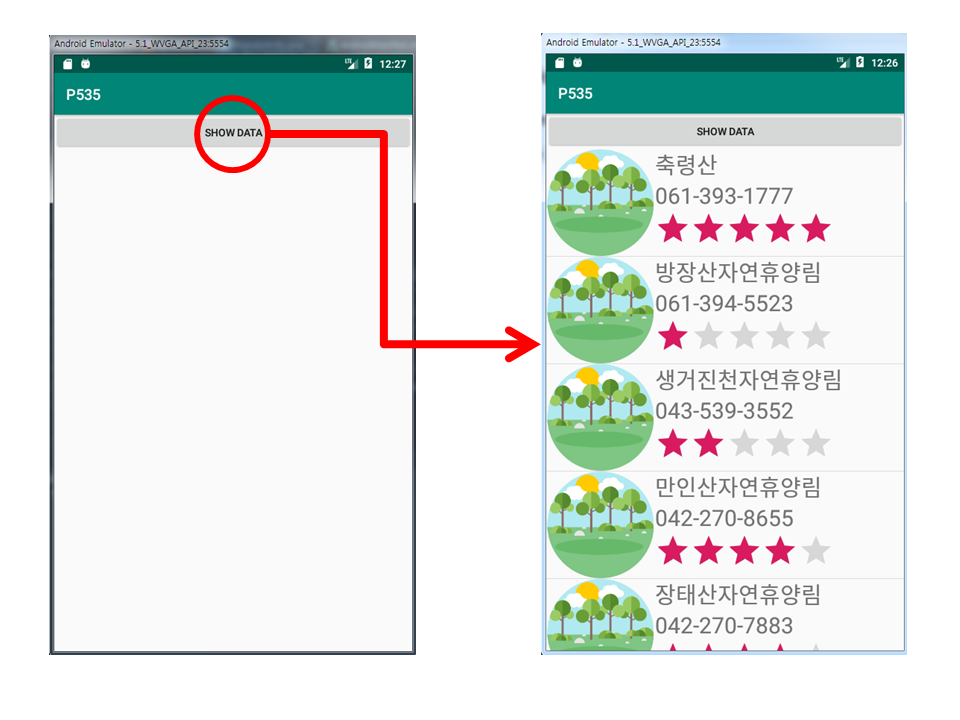 Android Emulator - 5.1_WVGA_API_23:5554
LTE 12:27
P535
SHOW DATA
Android Emulator - 5.1_WVGA_API_23:5554
LTE 12:26
P535
SHOW DATA
축령산
061-393-1777
방장산자연휴양림
061-394-5523
생거진천자연휴양림
043-539-3552
만인산자연휴양림
042-270-8655
장태산자연휴양림
042-270-7883